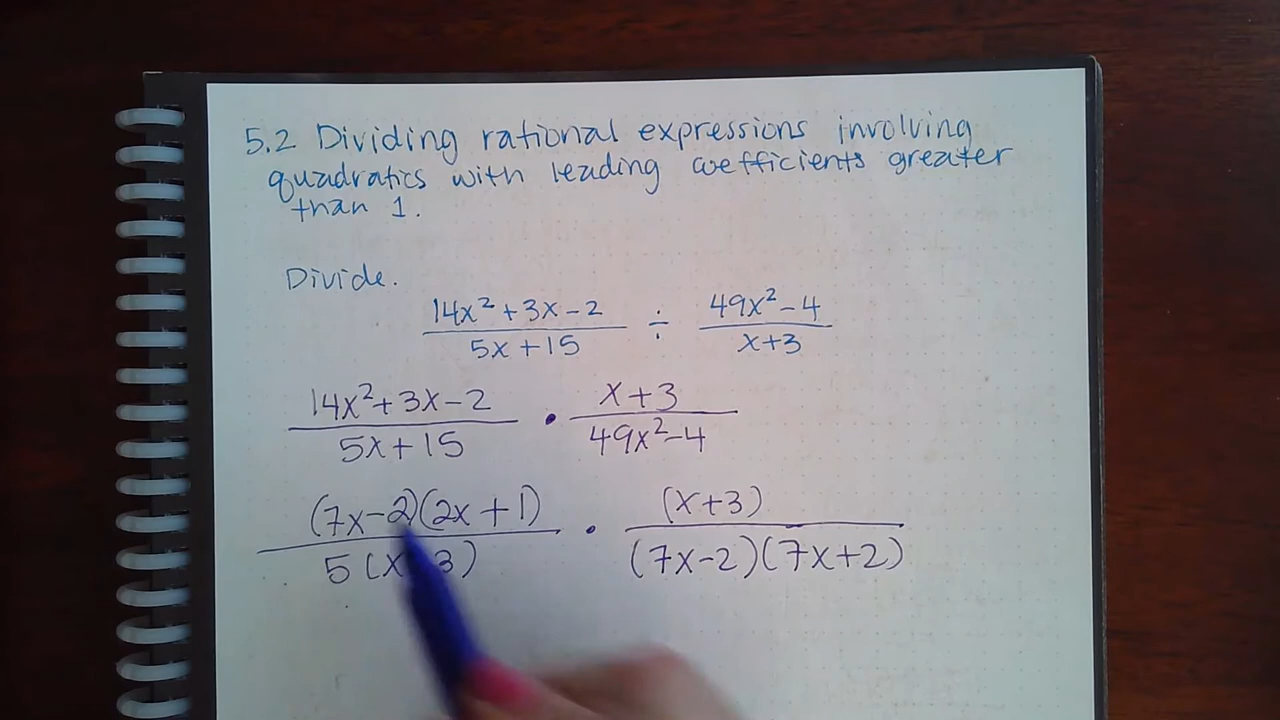 5.2 Dividing rational expressions involving
quadratics with leading coefficients greater
than 1.
Divide.
14x² + 3x - 2 / 5x + 15 ÷ 49x² - 4 / x+3
14x² + 3x - 2 / 5x + 15 • x + 3 / 49x² - 4
(7x - 2)(2x + 1) / 5(x 3) • (x+3) / (7x - 2)(7x + 2)